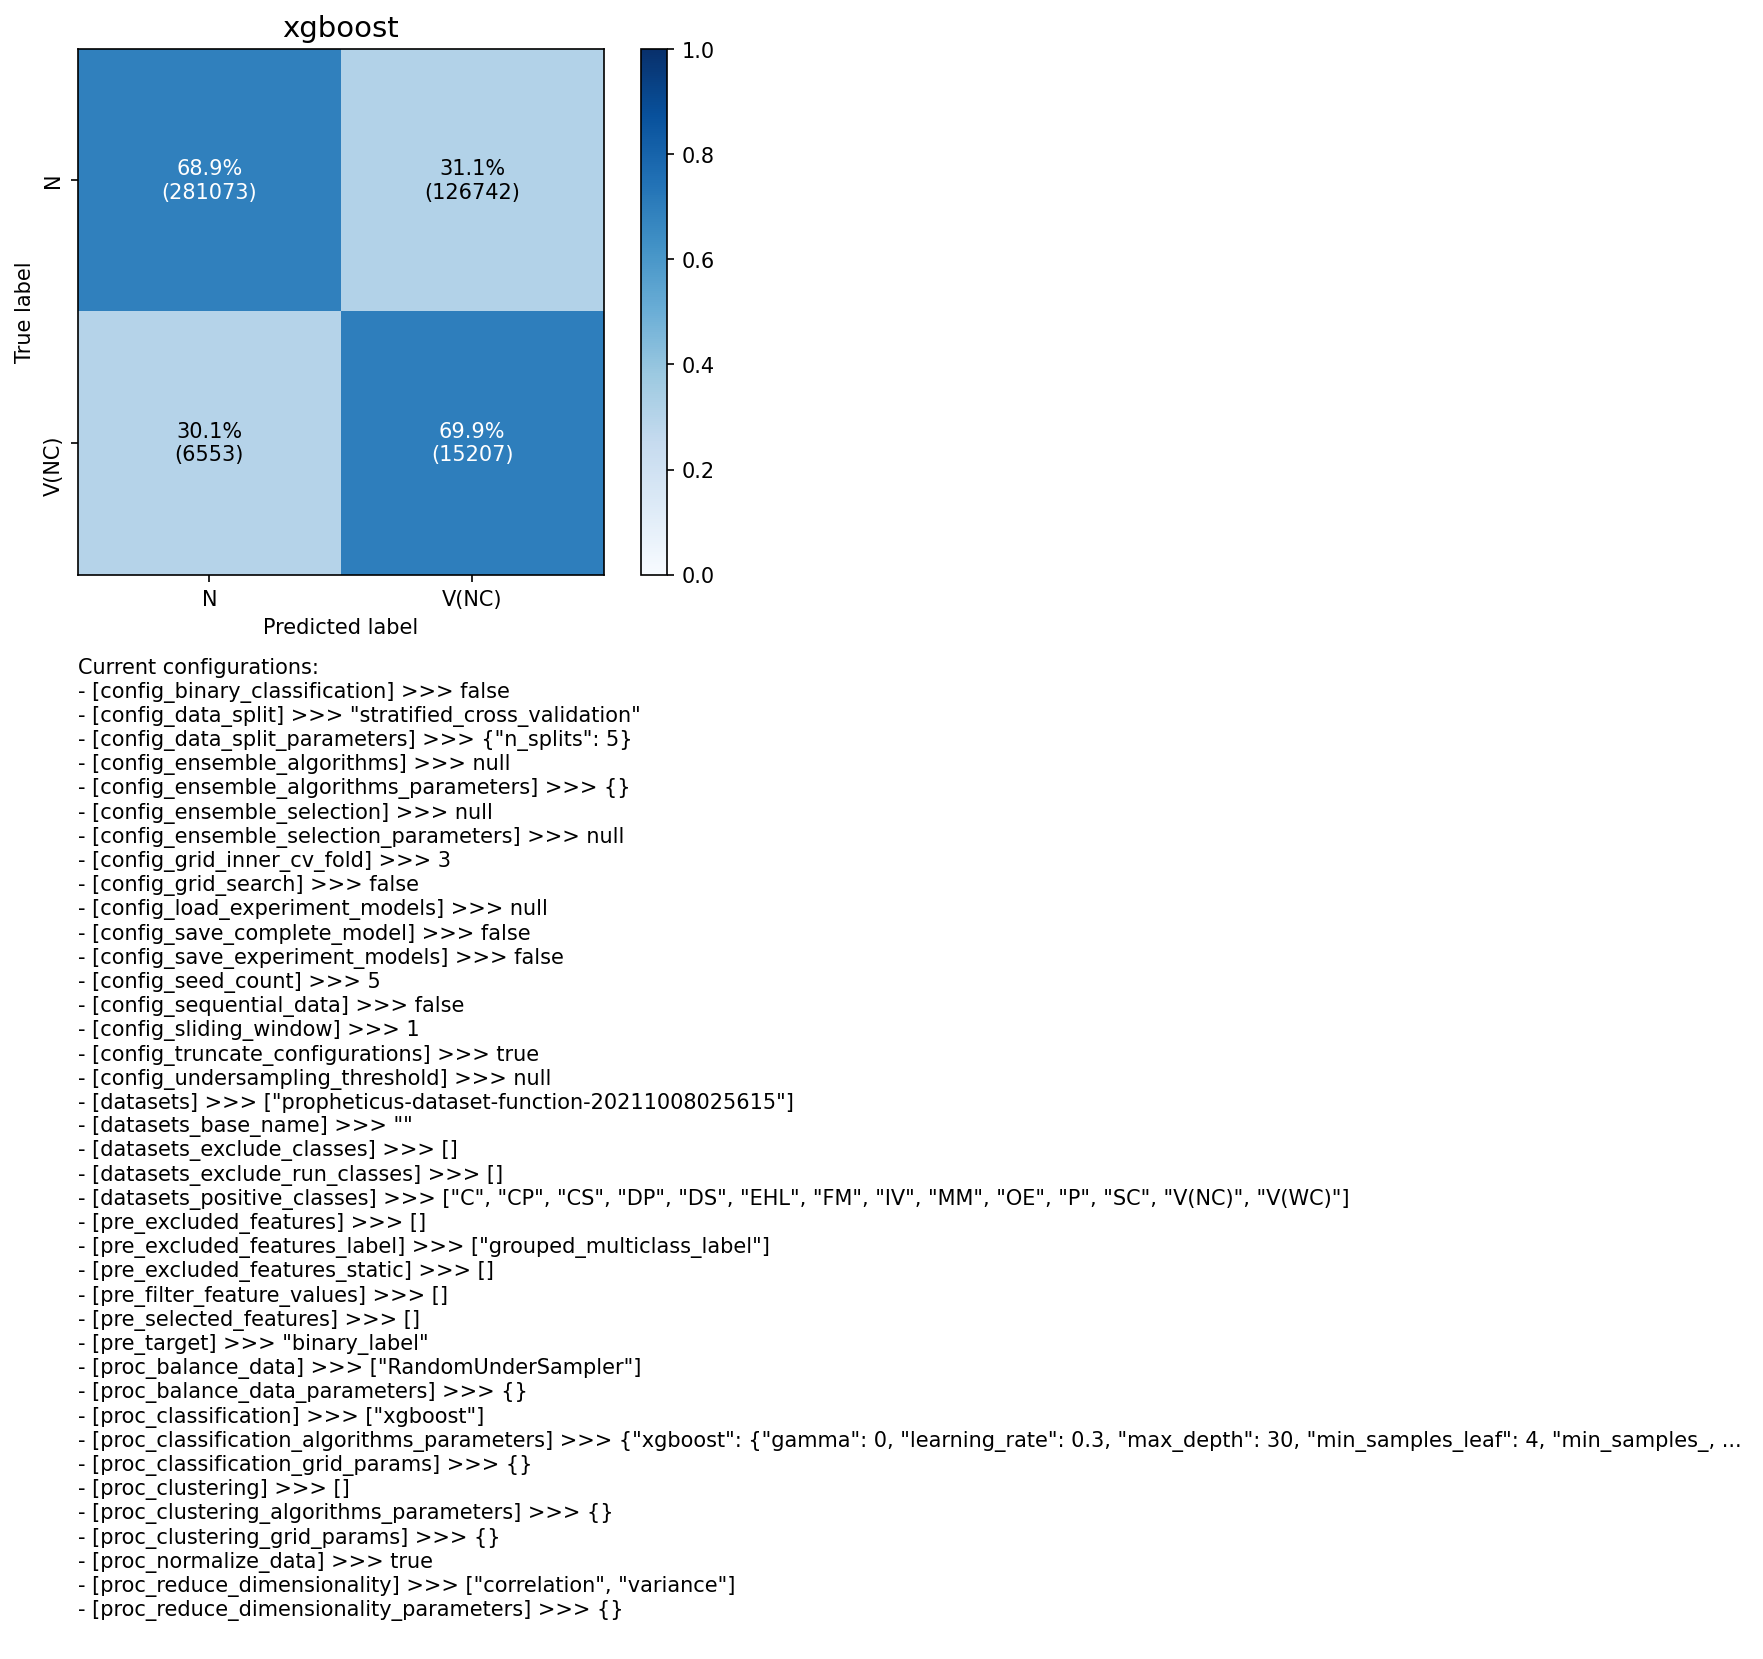 xgboost
1.0
68.9%
(281073)
31.1%
(126742)
0.8
N
0.6
True label
0.4
30.1%
(6553)
69.9%
(15207)
V(NC)
0.2
0.0
N
V(NC)
Predicted label
Current configurations:
- [config_binary_classification] >>> false
- [config_data_split] >>> "stratified_cross_validation"
- [config_data_split_parameters] >>> {"n_splits": 5}
- [config_ensemble_algorithms] >>> null
- [config_ensemble_algorithms_parameters] >>> {}
- [config_ensemble_selection] >>> null
- [config_ensemble_selection_parameters] >>> null
- [config_grid_inner_cv_fold] >>> 3
- [config_grid_search] >>> false
- [config_load_experiment_models] >>> null
- [config_save_complete_model] >>> false
- [config_save_experiment_models] >>> false
- [config_seed_count] >>> 5
- [config_sequential_data] >>> false
- [config_sliding_window] >>> 1
- [config_truncate_configurations] >>> true
- [config_undersampling_threshold] >>> null
- [datasets] >>> ["propheticus-dataset-function-20211008025615"]
- [datasets_base_name] >>> ""
- [datasets_exclude_classes] >>> []
- [datasets_exclude_run_classes] >>> []
- [datasets_positive_classes] >>> ["C", "CP", "CS", "DP", "DS", "EHL", "FM", "IV", "MM", "OE", "P", "SC", "V(NC)", "V(WC)"]
- [pre_excluded_features] >>> []
- [pre_excluded_features_label] >>> ["grouped_multiclass_label"]
- [pre_excluded_features_static] >>> []
- [pre_filter_feature_values] >>> []
- [pre_selected_features] >>> []
- [pre_target] >>> "binary_label"
- [proc_balance_data] >>> ["RandomUnderSampler"]
- [proc_balance_data_parameters] >>> {}
- [proc_classification] >>> ["xgboost"]
- [proc_classification_algorithms_parameters] >>> {"xgboost": {"gamma": 0, "learning_rate": 0.3, "max_depth": 30, "min_samples_leaf": 4, "min_samples_, ...
- [proc_classification_grid_params] >>> {}
- [proc_clustering] >>> []
- [proc_clustering_algorithms_parameters] >>> {}
- [proc_clustering_grid_params] >>> {}
- [proc_normalize_data] >>> true
- [proc_reduce_dimensionality] >>> ["correlation", "variance"]
- [proc_reduce_dimensionality_parameters] >>> {}